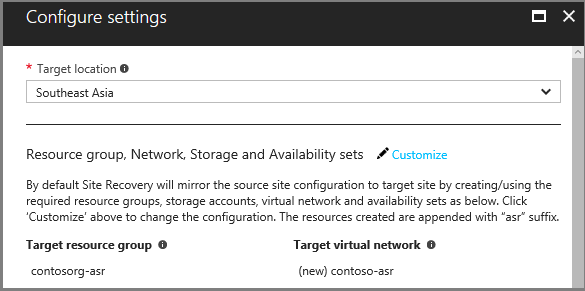 Configure settings
* Target location
Southeast Asia
Resource group, Network, Storage and Availability sets Customize
By default Site Recovery will mirror the source site configuration to target site by creating/using the
required resource groups, storage accounts, virtual network and availability sets as below. Click
'Customize' above to change the configuration. The resources created are appended with "asr" suffix.
Target resource group Target virtual network
contosorg-asr (new) contoso-asr